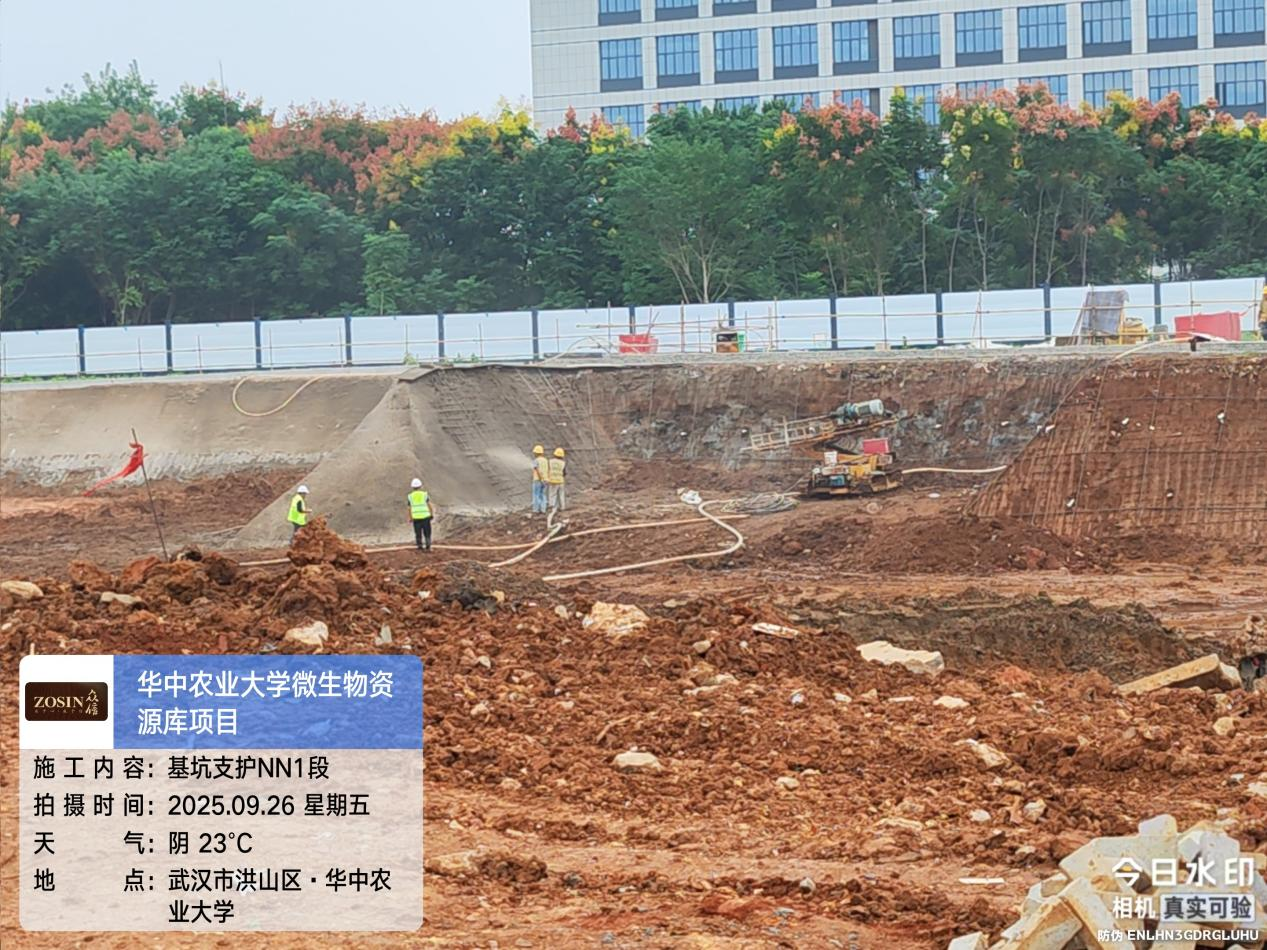 ZOSIN 众信
华中农业大学微生物资
源库项目
施工内容：基坑支护NN1段
拍摄时间：2025.09.26 星期五
天气：阴 23°C
地点：武汉市洪山区·华中农
业大学
今日水印
相机 真实可验
防伪 ENLHN3GDRGLUHU